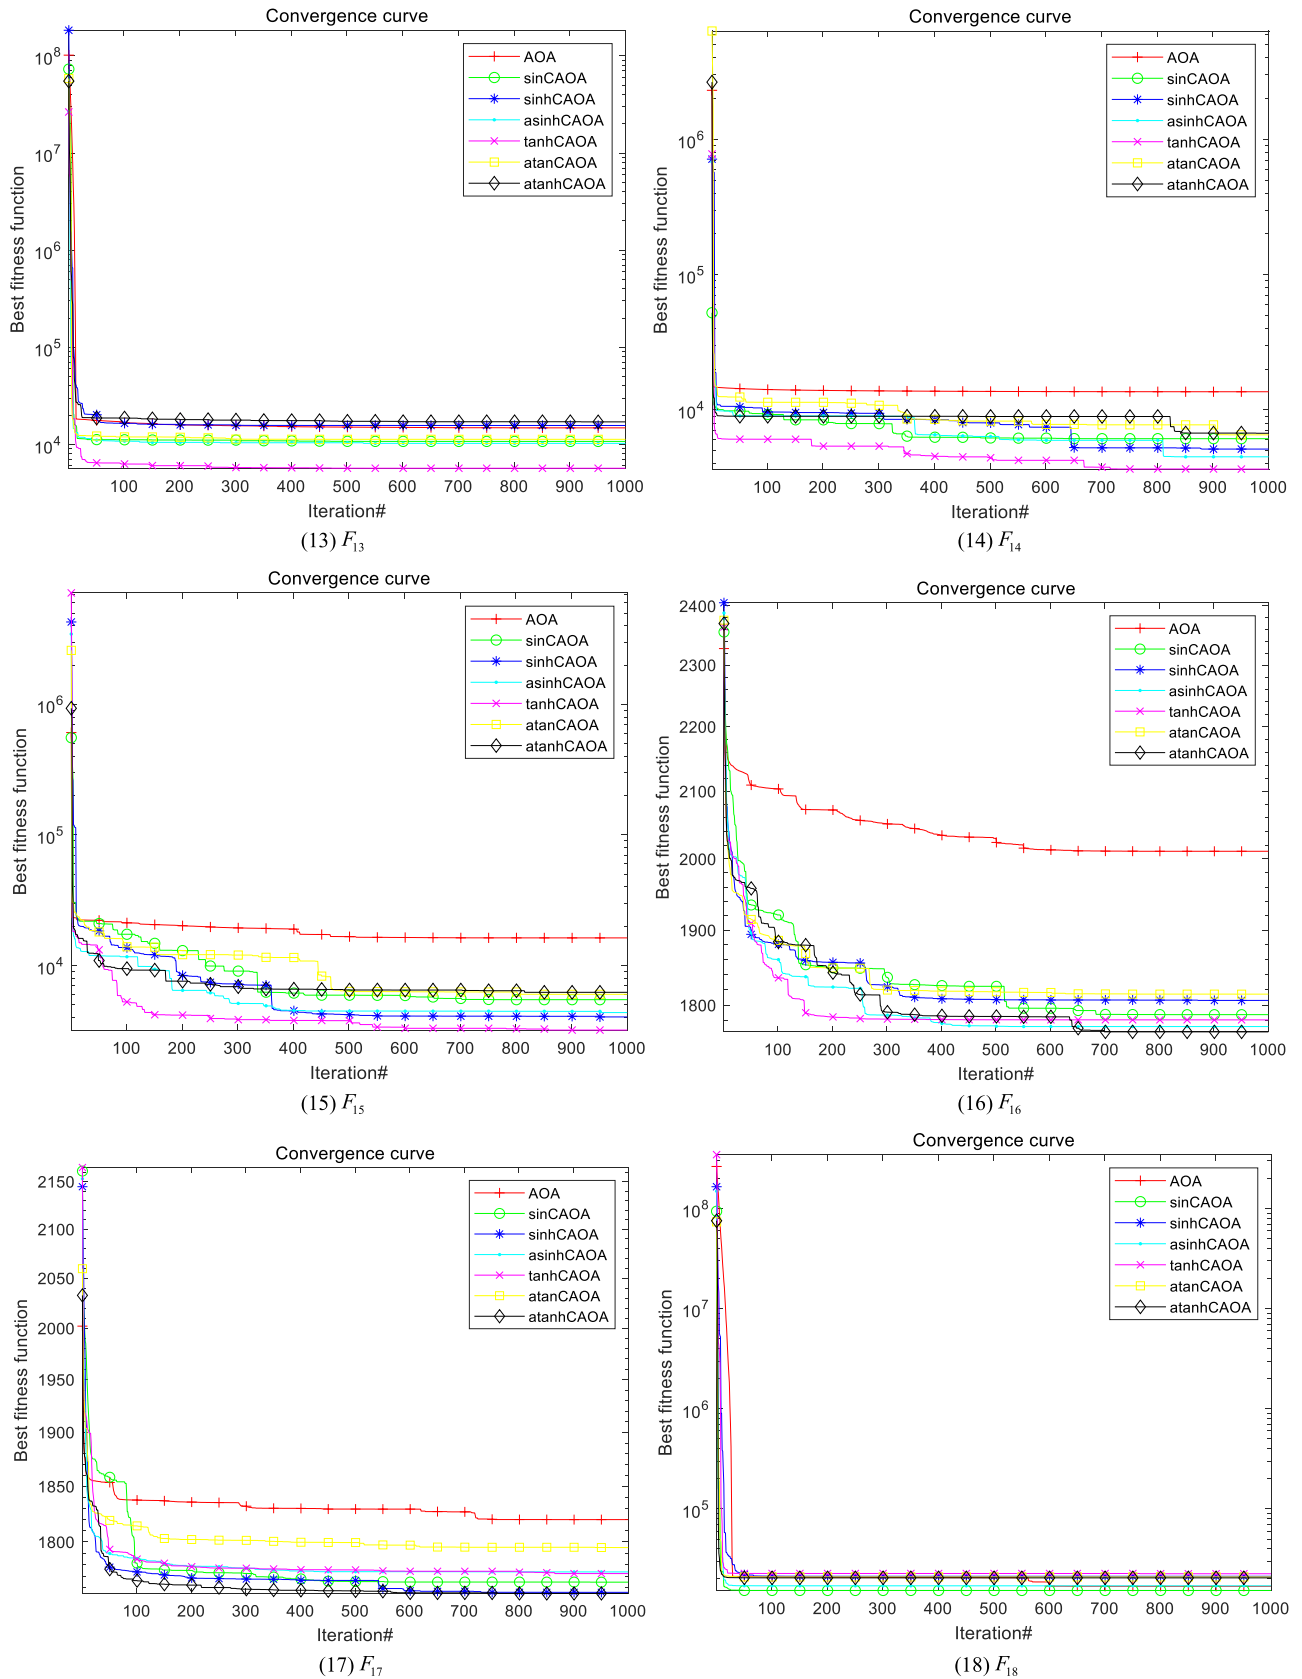 Convergence curve
Best fitness function
10^8
10^7
10^6
10^5
10^4
AOA
sinCAOA
sinhCAOA
asinhCAOA
tanhCAOA
atanCAOA
atanhCAOA
100 200 300 400 500 600 700 800 900 1000
Iteration#
(13) F_13
Convergence curve
Best fitness function
10^6
10^5
10^4
AOA
sinCAOA
sinhCAOA
asinhCAOA
tanhCAOA
atanCAOA
atanhCAOA
100 200 300 400 500 600 700 800 900 1000
Iteration#
(14) F_14
Convergence curve
Best fitness function
10^6
10^5
10^4
AOA
sinCAOA
sinhCAOA
asinhCAOA
tanhCAOA
atanCAOA
atanhCAOA
100 200 300 400 500 600 700 800 900 1000
Iteration#
(15) F_15
Convergence curve
Best fitness function
2400
2300
2200
2100
2000
1900
1800
AOA
sinCAOA
sinhCAOA
asinhCAOA
tanhCAOA
atanCAOA
atanhCAOA
100 200 300 400 500 600 700 800 900 1000
Iteration#
(16) F_16
Convergence curve
Best fitness function
2150
2100
2050
2000
1950
1900
1850
1800
AOA
sinCAOA
sinhCAOA
asinhCAOA
tanhCAOA
atanCAOA
atanhCAOA
100 200 300 400 500 600 700 800 900 1000
Iteration#
(17) F_17
Convergence curve
Best fitness function
10^8
10^7
10^6
10^5
AOA
sinCAOA
sinhCAOA
asinhCAOA
tanhCAOA
atanCAOA
atanhCAOA
100 200 300 400 500 600 700 800 900 1000
Iteration#
(18) F_18